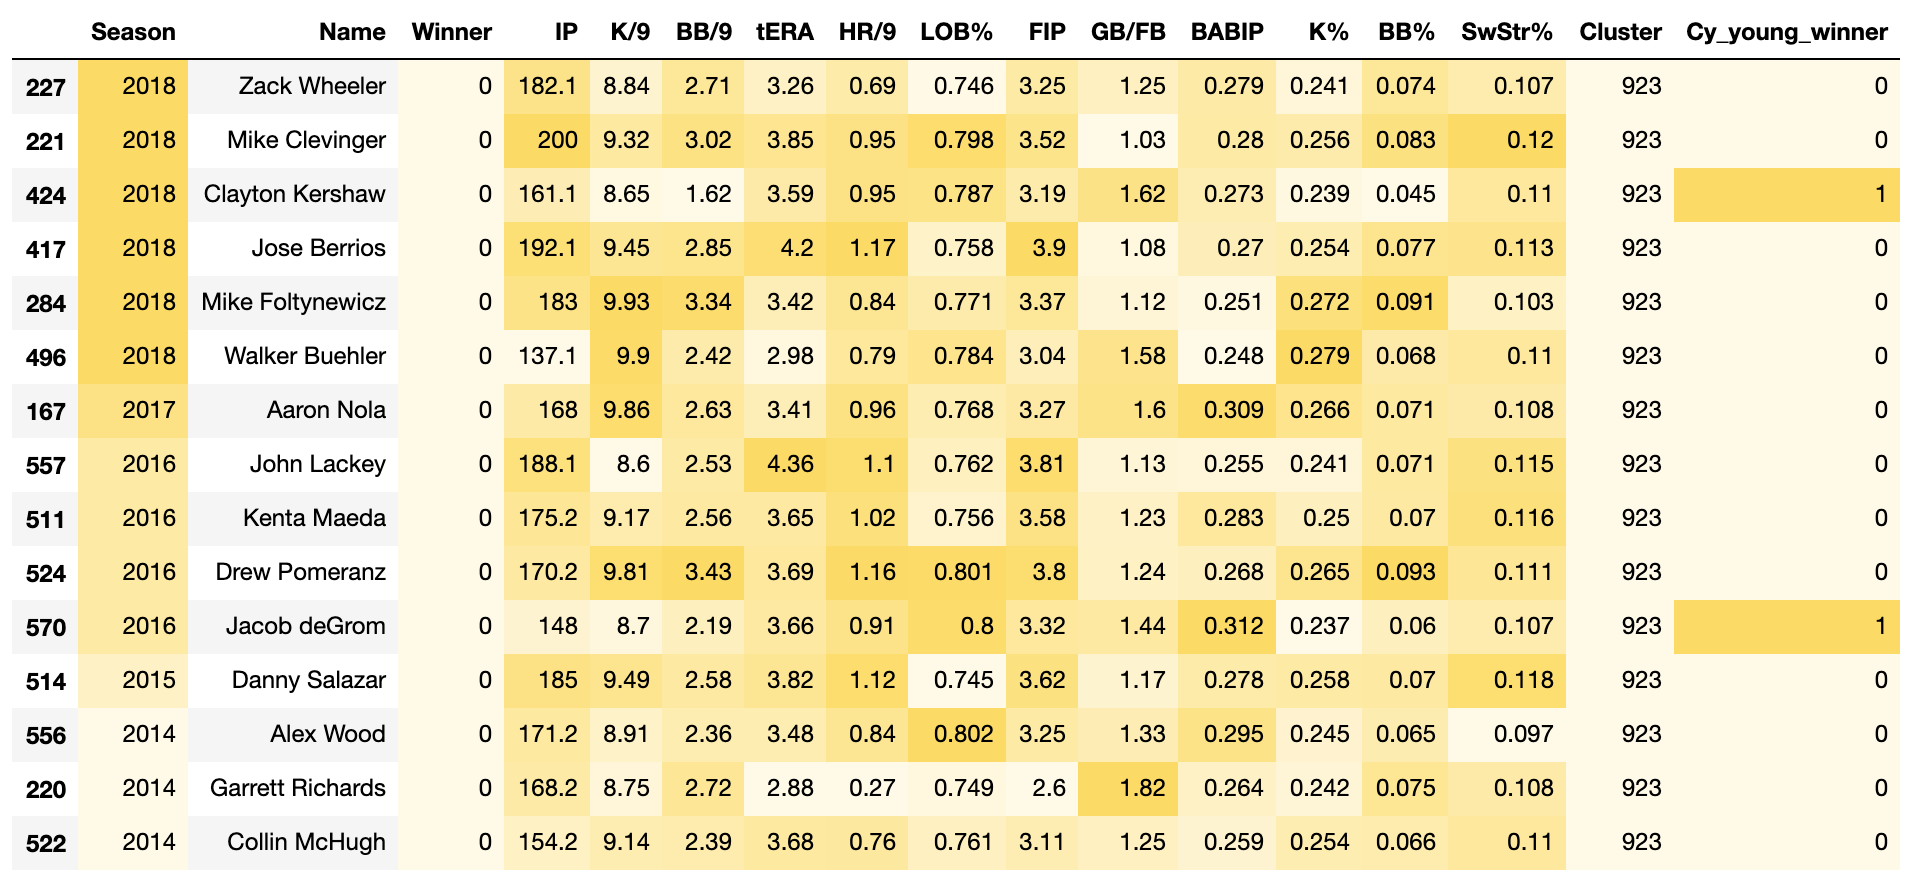 Season Name Winner IP K/9 BB/9 tERA HR/9 LOB% FIP GB/FB BABIP K% BB% SwStr% Cluster Cy_young_winner
227 2018 Zack Wheeler 0 182.1 8.84 2.71 3.26 0.69 0.746 3.25 1.25 0.279 0.241 0.074 0.107 923 0
221 2018 Mike Clevinger 0 200 9.32 3.02 3.85 0.95 0.798 3.52 1.03 0.28 0.256 0.083 0.12 923 0
424 2018 Clayton Kershaw 0 161.1 8.65 1.62 3.59 0.95 0.787 3.19 1.62 0.273 0.239 0.045 0.11 923 1
417 2018 Jose Berrios 0 192.1 9.45 2.85 4.2 1.17 0.758 3.9 1.08 0.27 0.254 0.077 0.113 923 0
284 2018 Mike Foltynewicz 0 183 9.93 3.34 3.42 0.84 0.771 3.37 1.12 0.251 0.272 0.091 0.103 923 0
496 2018 Walker Buehler 0 137.1 9.9 2.42 2.98 0.79 0.784 3.04 1.58 0.248 0.279 0.068 0.11 923 0
167 2017 Aaron Nola 0 168 9.86 2.63 3.41 0.96 0.768 3.27 1.6 0.309 0.266 0.071 0.108 923 0
557 2016 John Lackey 0 188.1 8.6 2.53 4.36 1.1 0.762 3.81 1.13 0.255 0.241 0.071 0.115 923 0
511 2016 Kenta Maeda 0 175.2 9.17 2.56 3.65 1.02 0.756 3.58 1.23 0.283 0.25 0.07 0.116 923 0
524 2016 Drew Pomeranz 0 170.2 9.81 3.43 3.69 1.16 0.801 3.8 1.24 0.268 0.265 0.093 0.111 923 0
570 2016 Jacob deGrom 0 148 8.7 2.19 3.66 0.91 0.8 3.32 1.44 0.312 0.237 0.06 0.107 923 1
514 2015 Danny Salazar 0 185 9.49 2.58 3.82 1.12 0.745 3.62 1.17 0.278 0.258 0.07 0.118 923 0
556 2014 Alex Wood 0 171.2 8.91 2.36 3.48 0.84 0.802 3.25 1.33 0.295 0.245 0.065 0.097 923 0
220 2014 Garrett Richards 0 168.2 8.75 2.72 2.88 0.27 0.749 2.6 1.82 0.264 0.242 0.075 0.108 923 0
522 2014 Collin McHugh 0 154.2 9.14 2.39 3.68 0.76 0.761 3.11 1.25 0.259 0.254 0.066 0.11 923 0